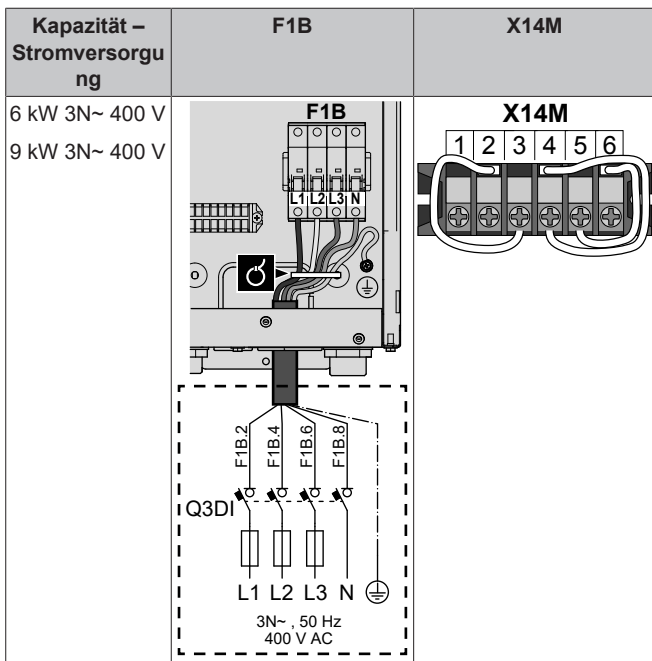 Kapazität –
Stromversorgu
ng
F1B
X14M
6 kW 3N~ 400 V
9 kW 3N~ 400 V
F1B
L1 L2 L3 N
X14M
1 2 3 4 5 6
F1B.2 F1B.4 F1B.6 F1B.8
Q3DI
L1 L2 L3 N
3N~ , 50 Hz
400 V AC